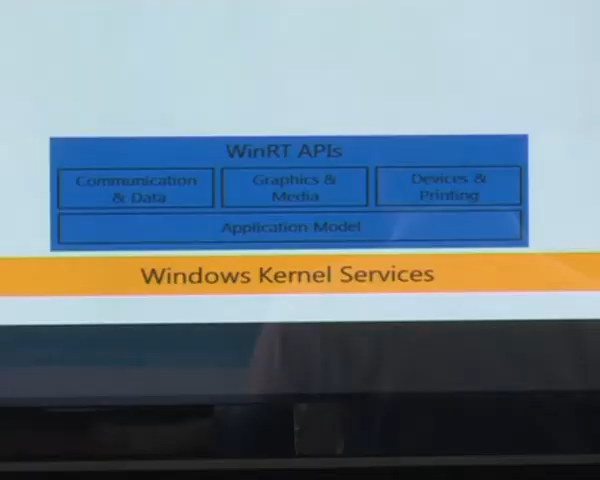 WinRT APIs
Communication
& Data
Graphics &
Media
Devices &
Printing
Application Model
Windows Kernel Services